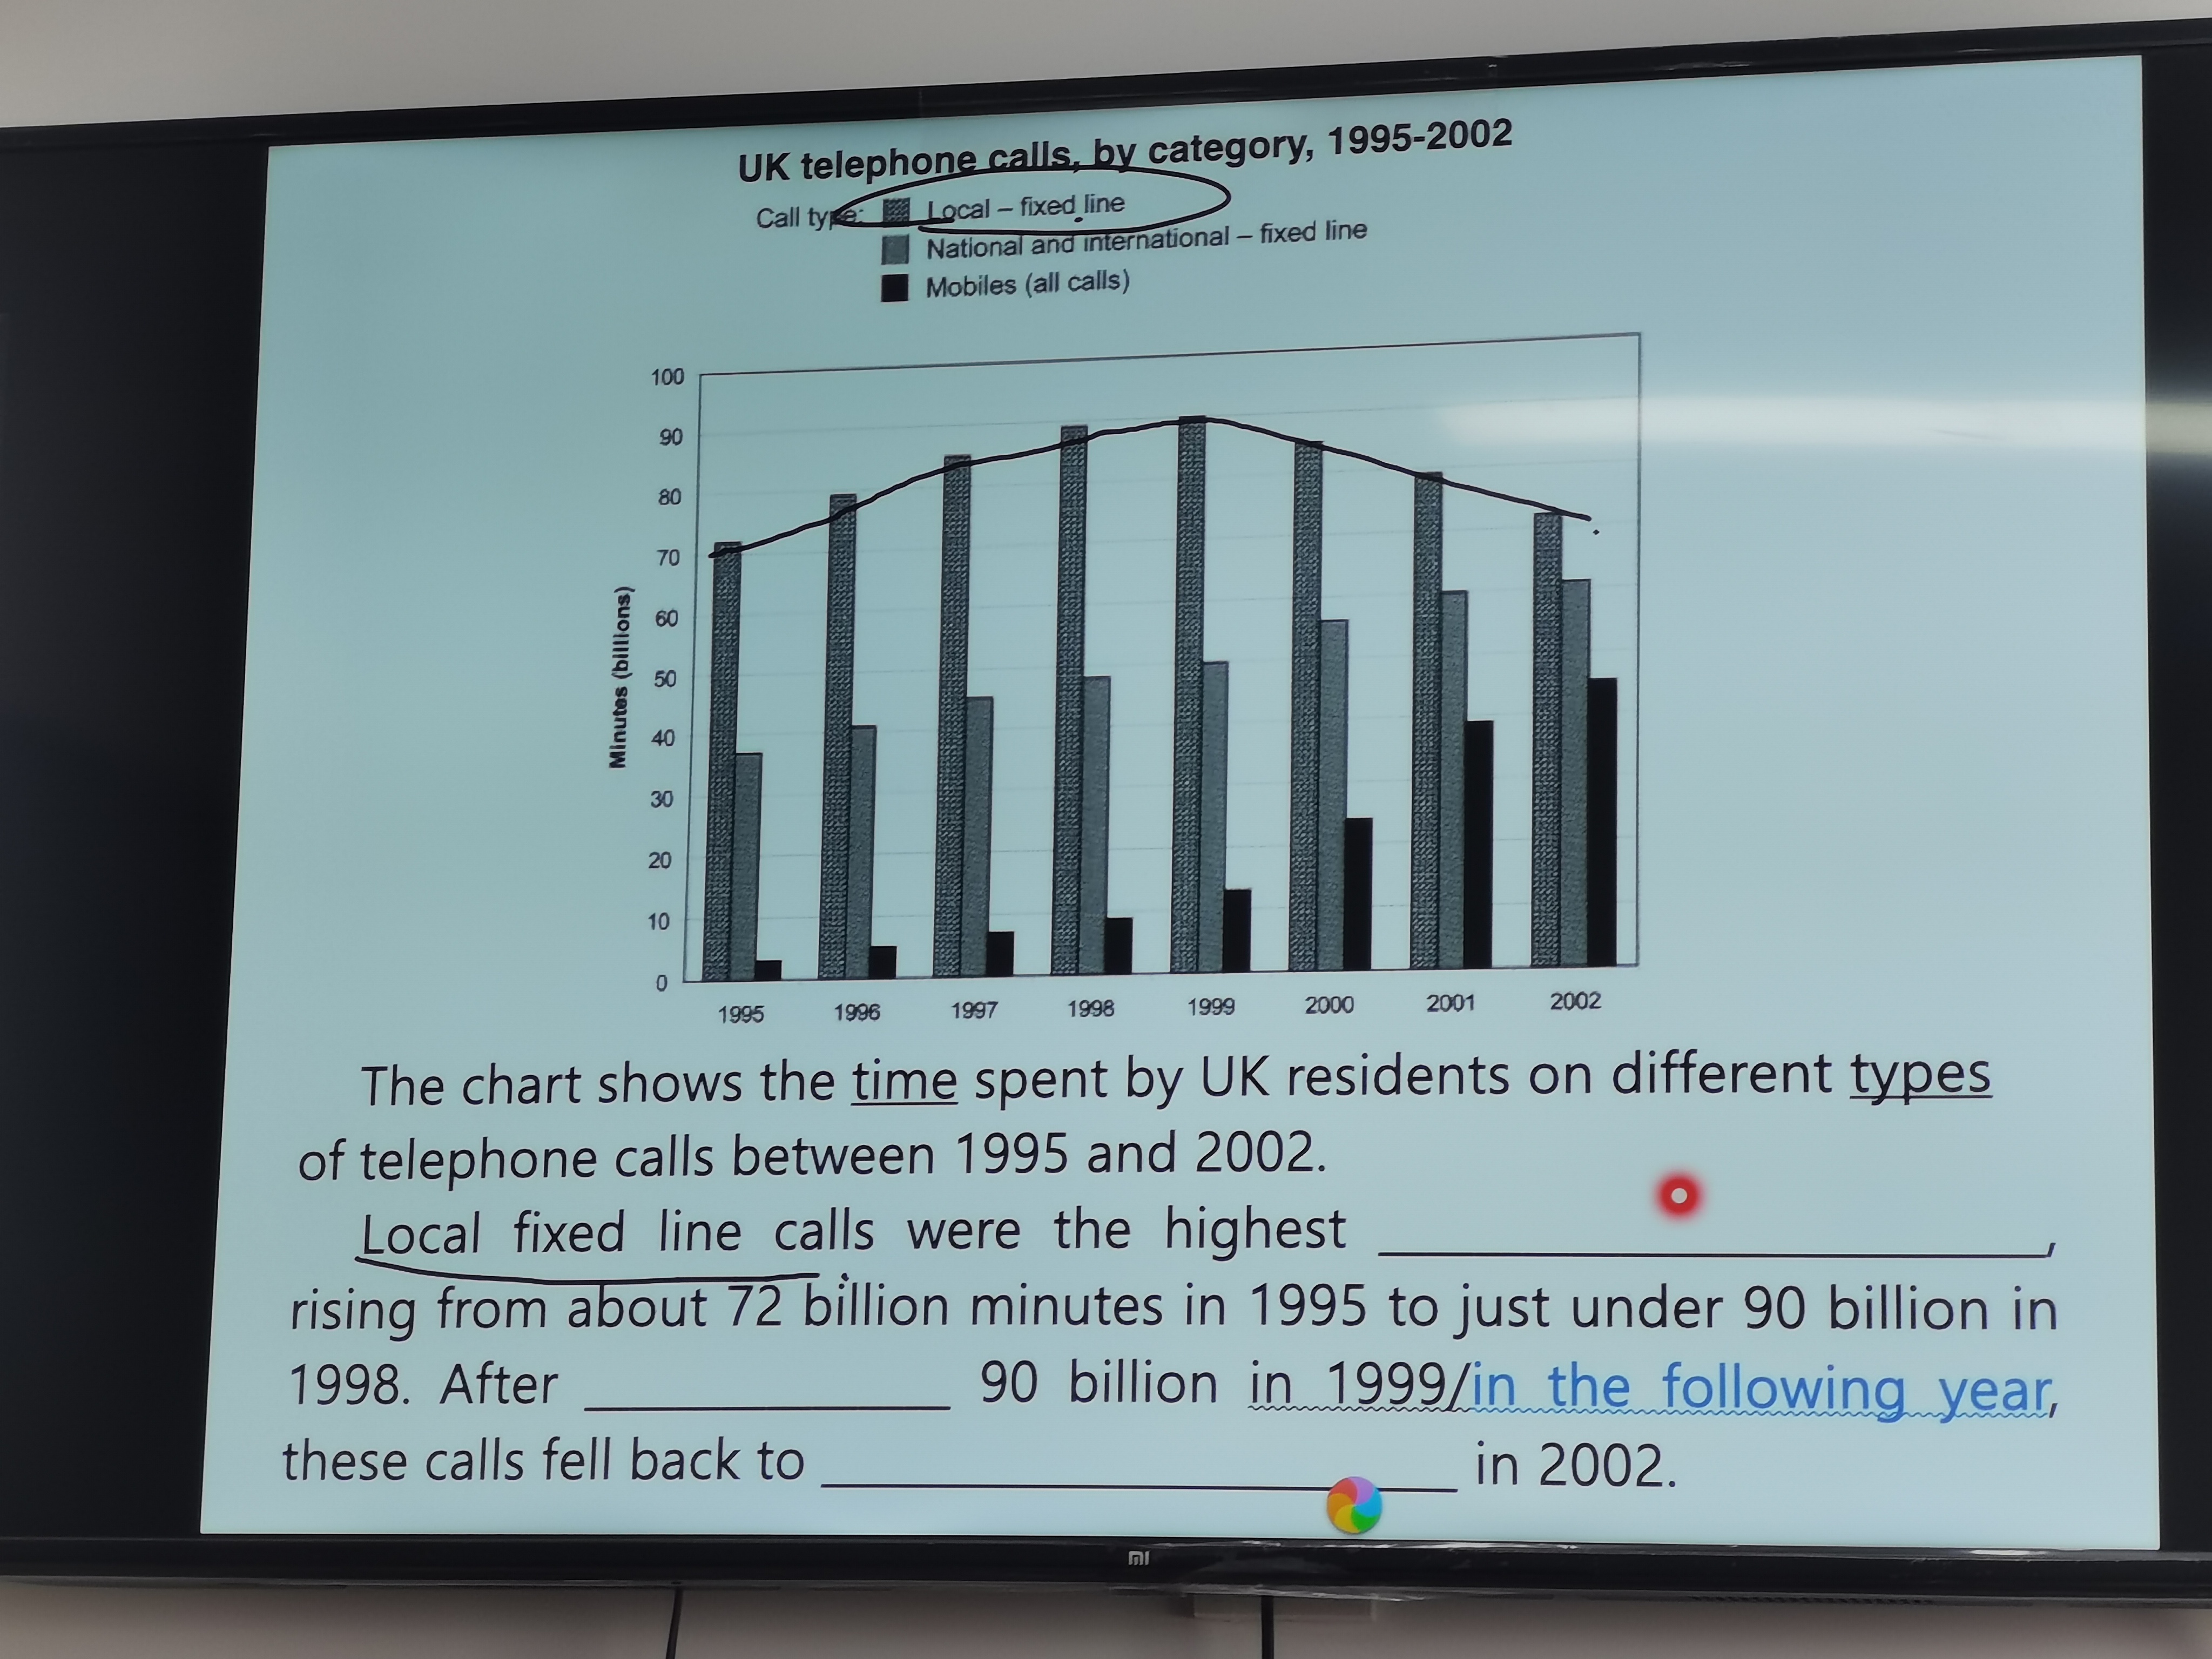 UK telephone calls, by category, 1995-2002
Call type: Local – fixed line
National and international – fixed line
Mobiles (all calls)
100
90
80
70
60
50
40
30
20
10
0
Minutes (billions)
1995 1996 1997 1998 1999 2000 2001 2002
The chart shows the time spent by UK residents on different types
of telephone calls between 1995 and 2002.
Local fixed line calls were the highest ____________________,
rising from about 72 billion minutes in 1995 to just under 90 billion in
1998. After ___________ 90 billion in 1999/in the following year,
these calls fell back to ___________________ in 2002.
mi